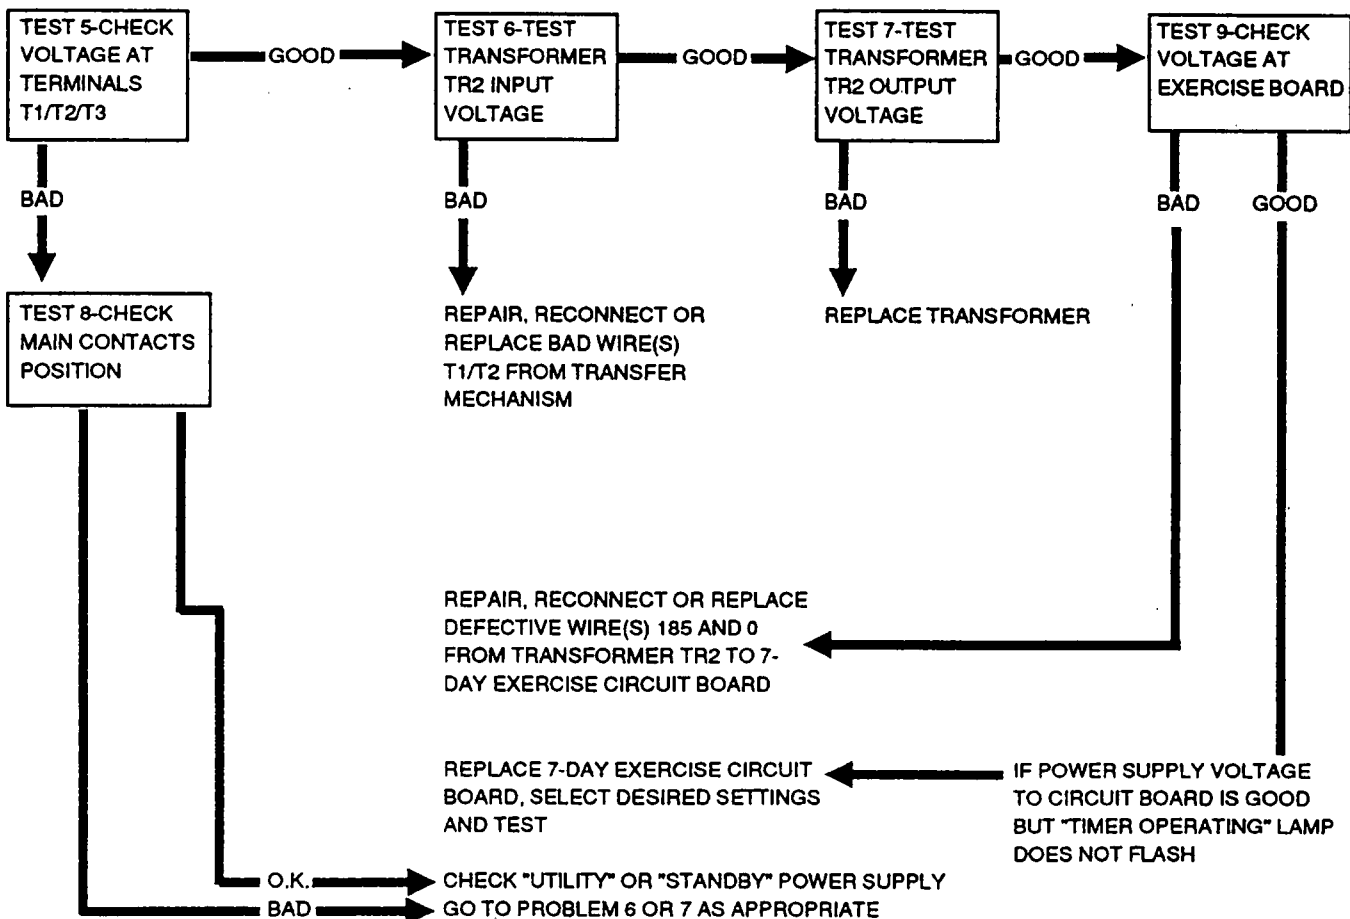 TEST 5-CHECK
VOLTAGE AT
TERMINALS
T1/T2/T3
GOOD
TEST 6-TEST
TRANSFORMER
TR2 INPUT
VOLTAGE
GOOD
TEST 7-TEST
TRANSFORMER
TR2 OUTPUT
VOLTAGE
GOOD
TEST 9-CHECK
VOLTAGE AT
EXERCISE BOARD
BAD
BAD
BAD
BAD
GOOD
TEST 8-CHECK
MAIN CONTACTS
POSITION
REPAIR, RECONNECT OR
REPLACE BAD WIRE(S)
T1/T2 FROM TRANSFER
MECHANISM
REPLACE TRANSFORMER
REPAIR, RECONNECT OR REPLACE
DEFECTIVE WIRE(S) 185 AND 0
FROM TRANSFORMER TR2 TO 7-
DAY EXERCISE CIRCUIT BOARD
REPLACE 7-DAY EXERCISE CIRCUIT
BOARD, SELECT DESIRED SETTINGS
AND TEST
IF POWER SUPPLY VOLTAGE
TO CIRCUIT BOARD IS GOOD
BUT "TIMER OPERATING" LAMP
DOES NOT FLASH
O.K.
CHECK "UTILITY" OR "STANDBY" POWER SUPPLY
BAD
GO TO PROBLEM 6 OR 7 AS APPROPRIATE